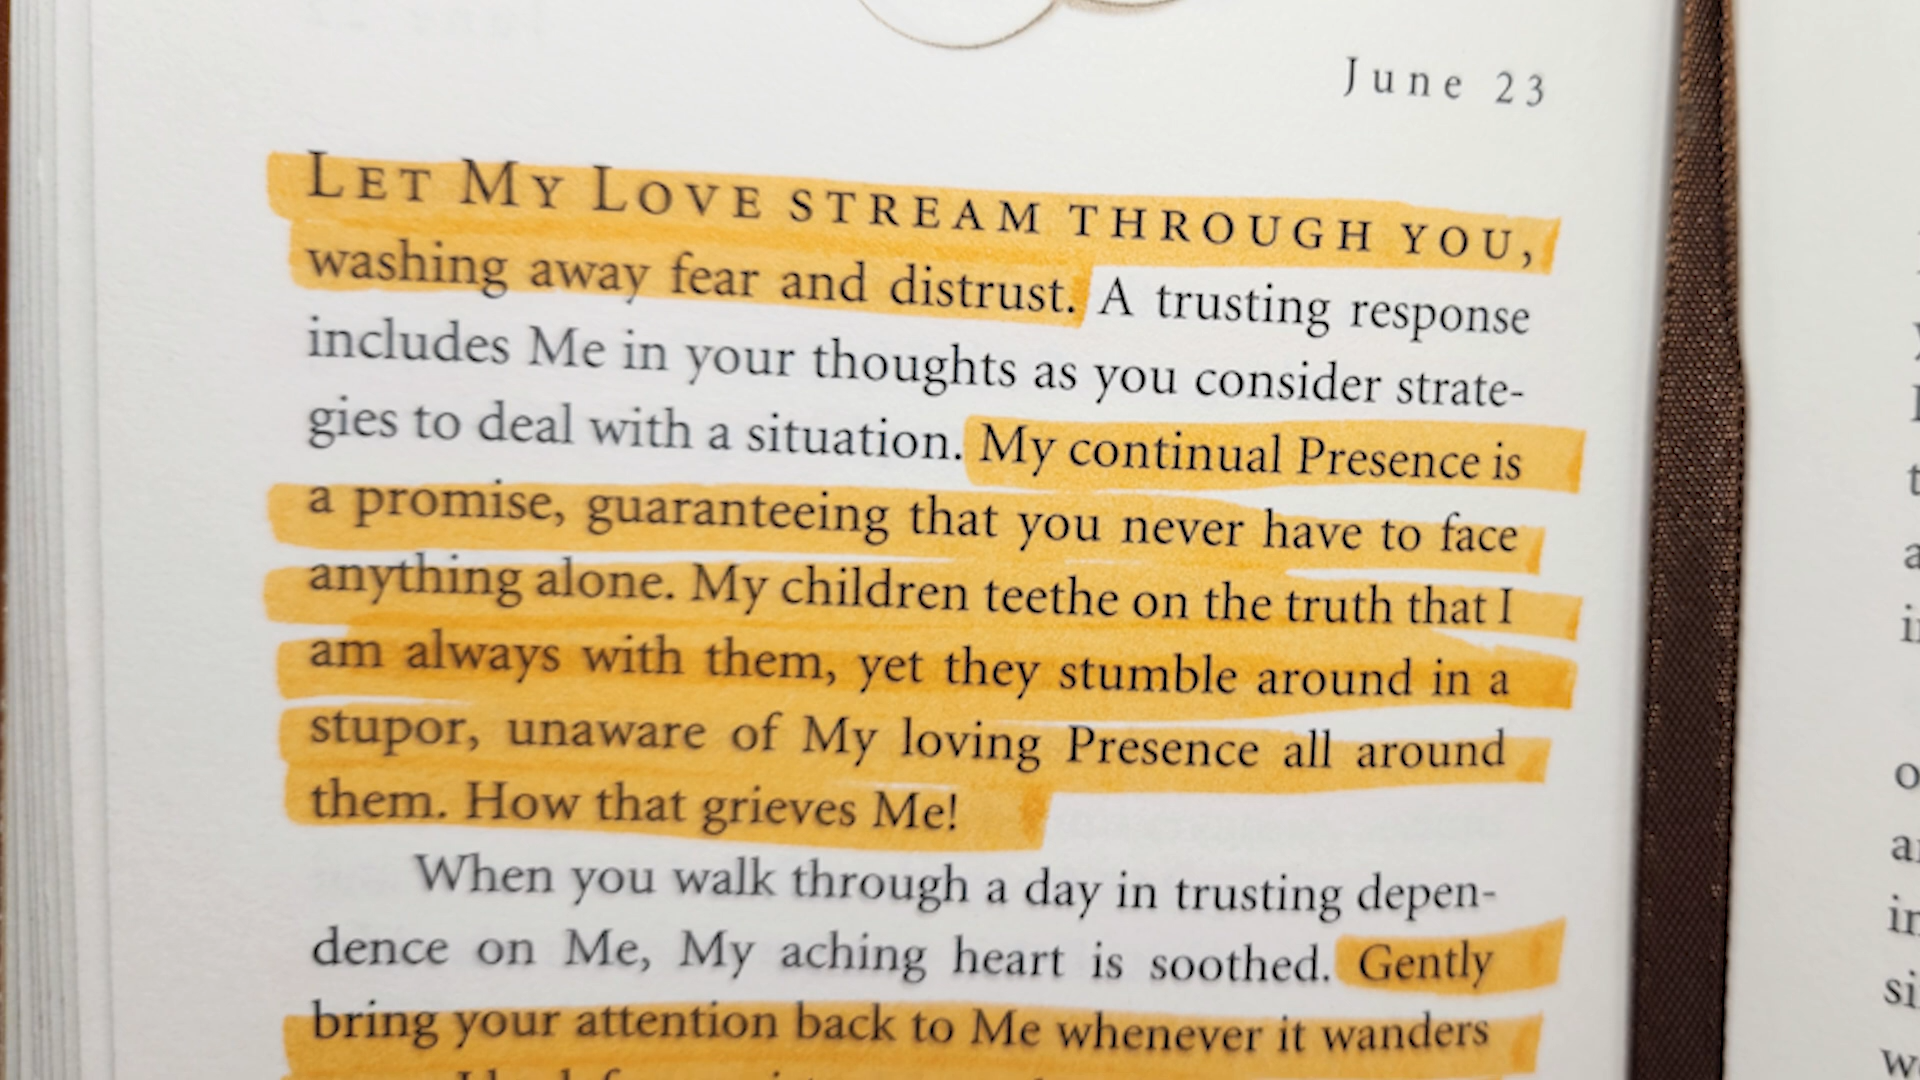 June 23
LET MY LOVE STREAM THROUGH YOU,
washing away fear and distrust. A trusting response
includes Me in your thoughts as you consider strate-
gies to deal with a situation. My continual Presence is
a promise, guaranteeing that you never have to face
anything alone. My children teethe on the truth that I
am always with them, yet they stumble around in a
stupor, unaware of My loving Presence all around
them. How that grieves Me!
When you walk through a day in trusting depen-
dence on Me, My aching heart is soothed. Gently
bring your attention back to Me whenever it wanders